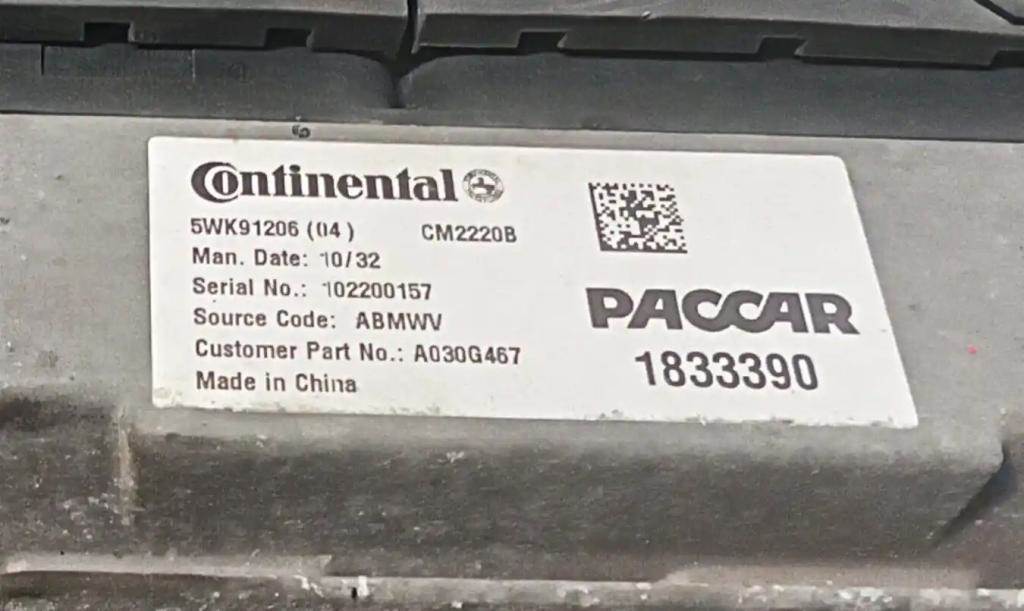 Continental
5WK91206 (04) CM2220B
Man. Date: 10/32
Serial No.: 102200157
Source Code: ABMWV
Customer Part No.: A030G467
Made in China
PACCAR
1833390